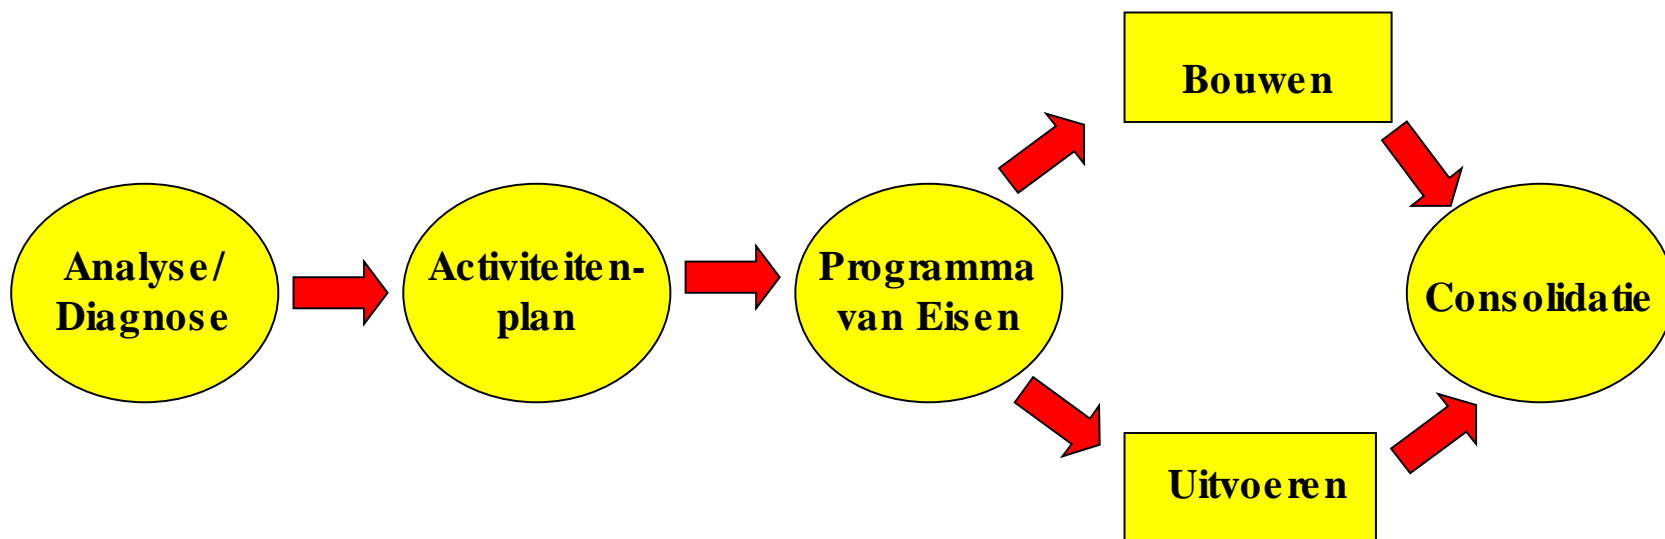 Bouwen
Analyse/
Diagnose
Activiteiten-
plan
Programma
van Eisen
Consolidatie
Uitvoeren